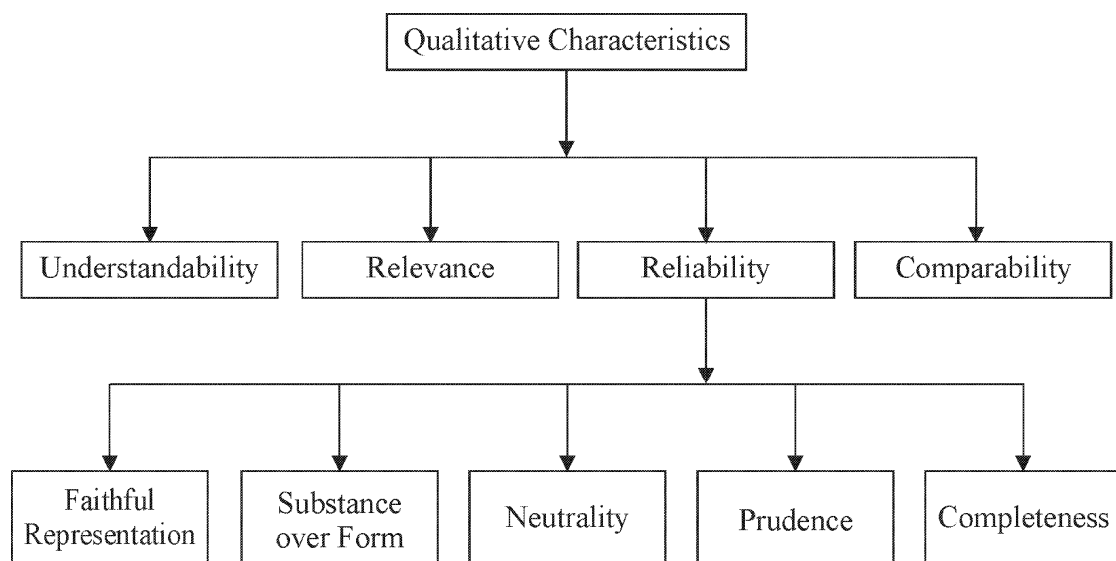 Qualitative Characteristics
Understandability
Relevance
Reliability
Comparability
Faithful
Representation
Substance
over Form
Neutrality
Prudence
Completeness